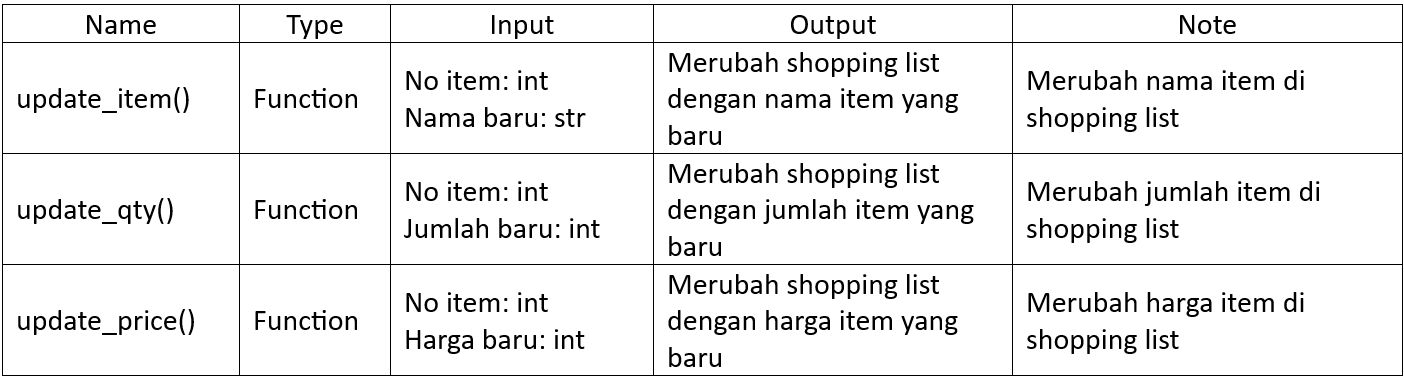 Name Type Input Output Note
update_item()
Function
No item: int
Nama baru: str
Merubah shopping list
dengan nama item yang
baru
Merubah nama item di
shopping list
update_qty()
Function
No item: int
Jumlah baru: int
Merubah shopping list
dengan jumlah item yang
baru
Merubah jumlah item di
shopping list
update_price()
Function
No item: int
Harga baru: int
Merubah shopping list
dengan harga item yang
baru
Merubah harga item di
shopping list